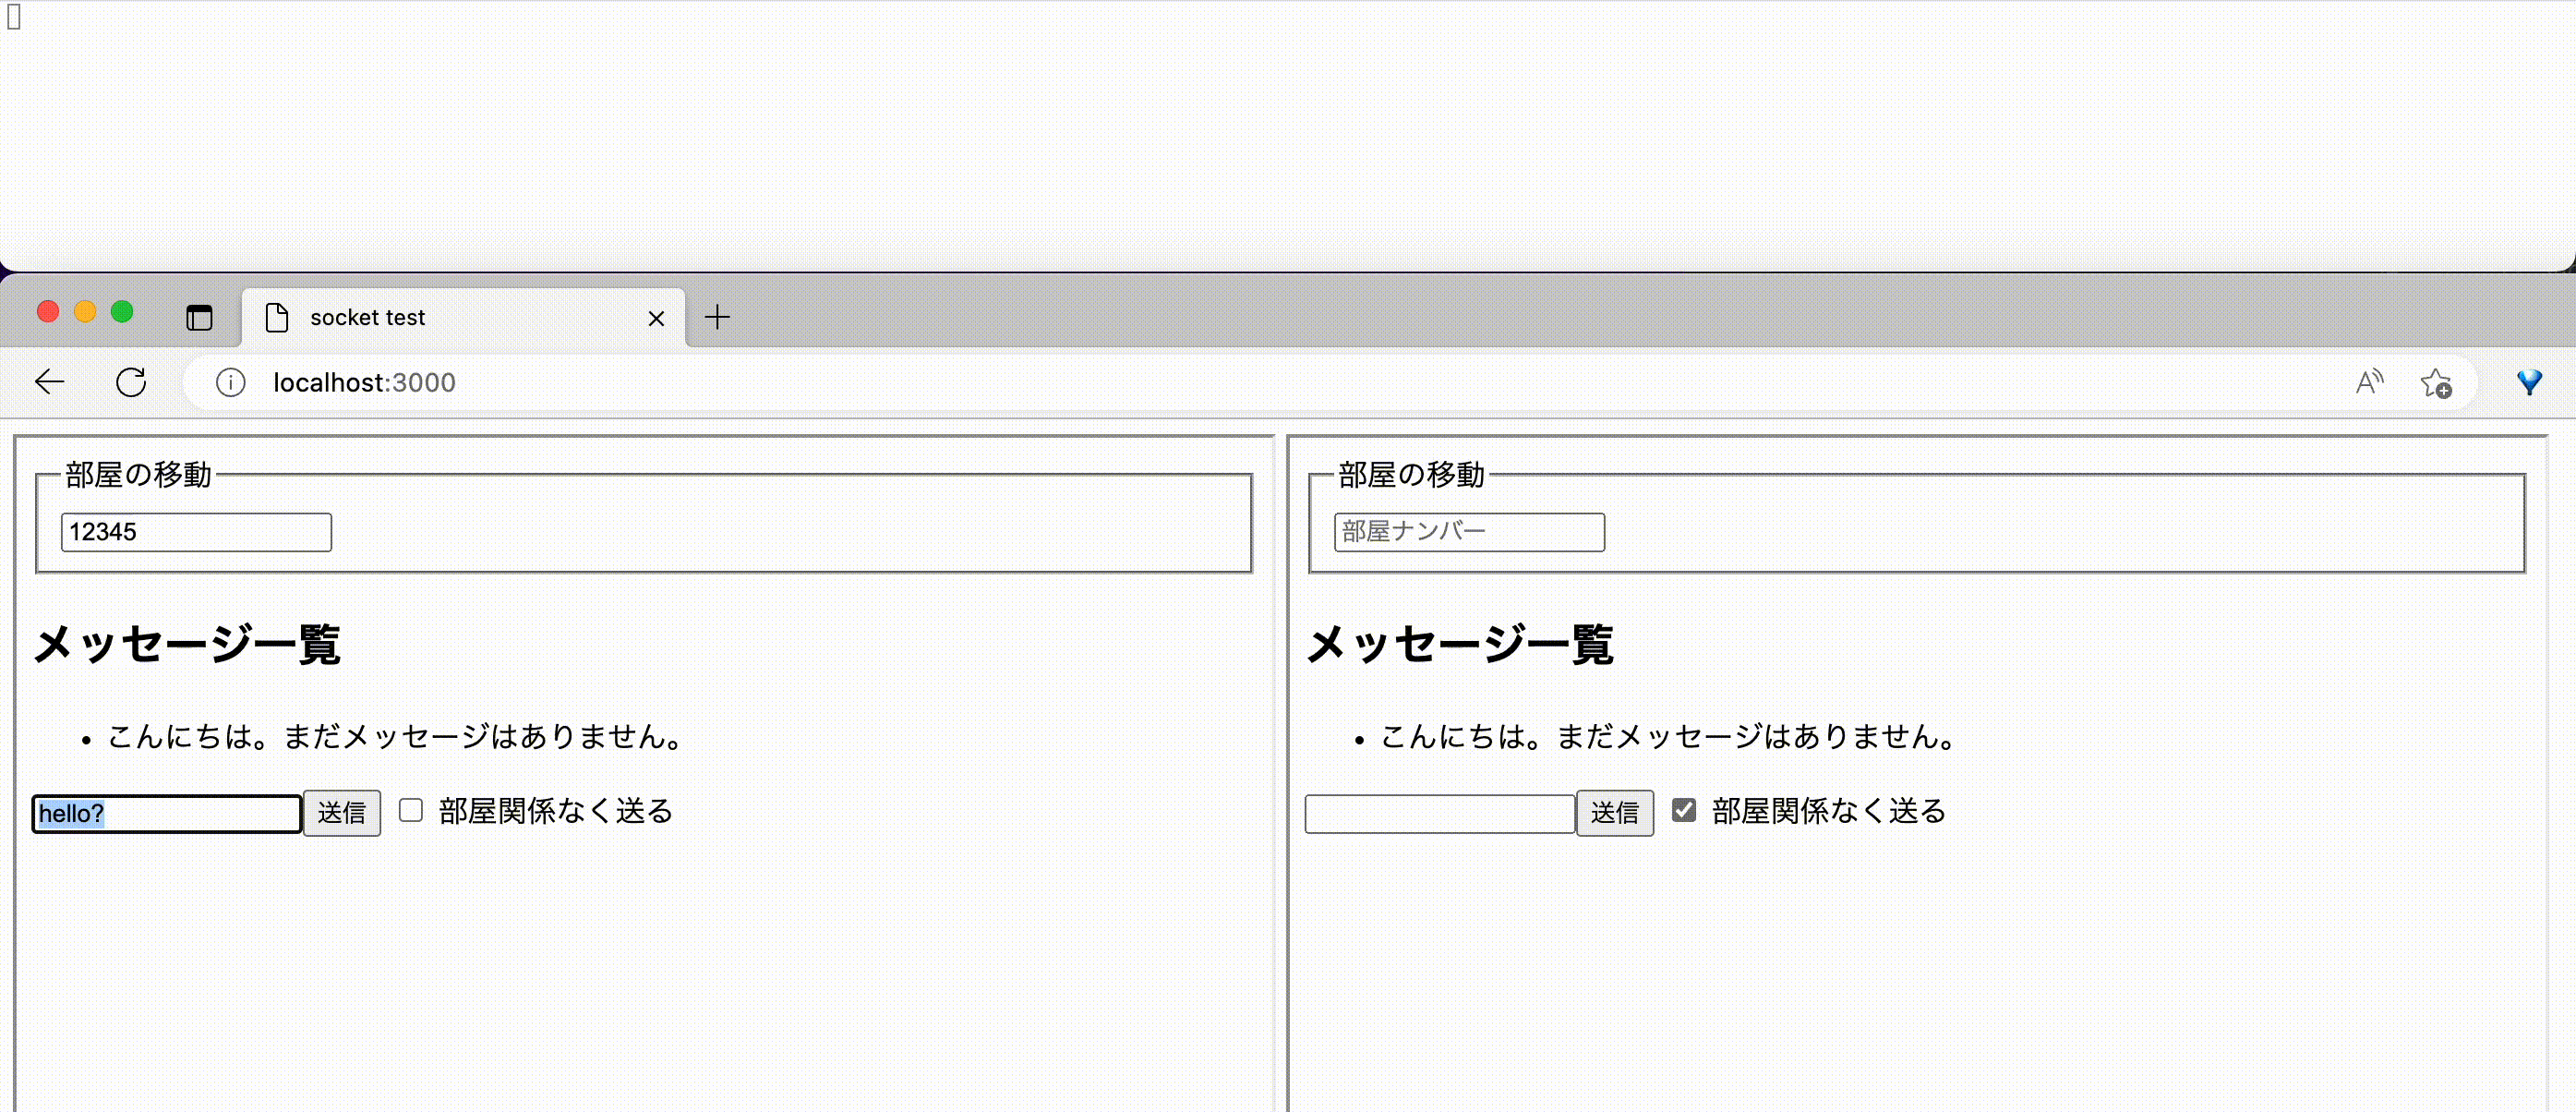 socket test
localhost:3000
部屋の移動
12345
メッセージ一覧
• こんにちは。まだメッセージはありません。
hello? 送信 部屋関係なく送る
部屋の移動
部屋ナンバー
メッセージ一覧
• こんにちは。まだメッセージはありません。
送信 部屋関係なく送る